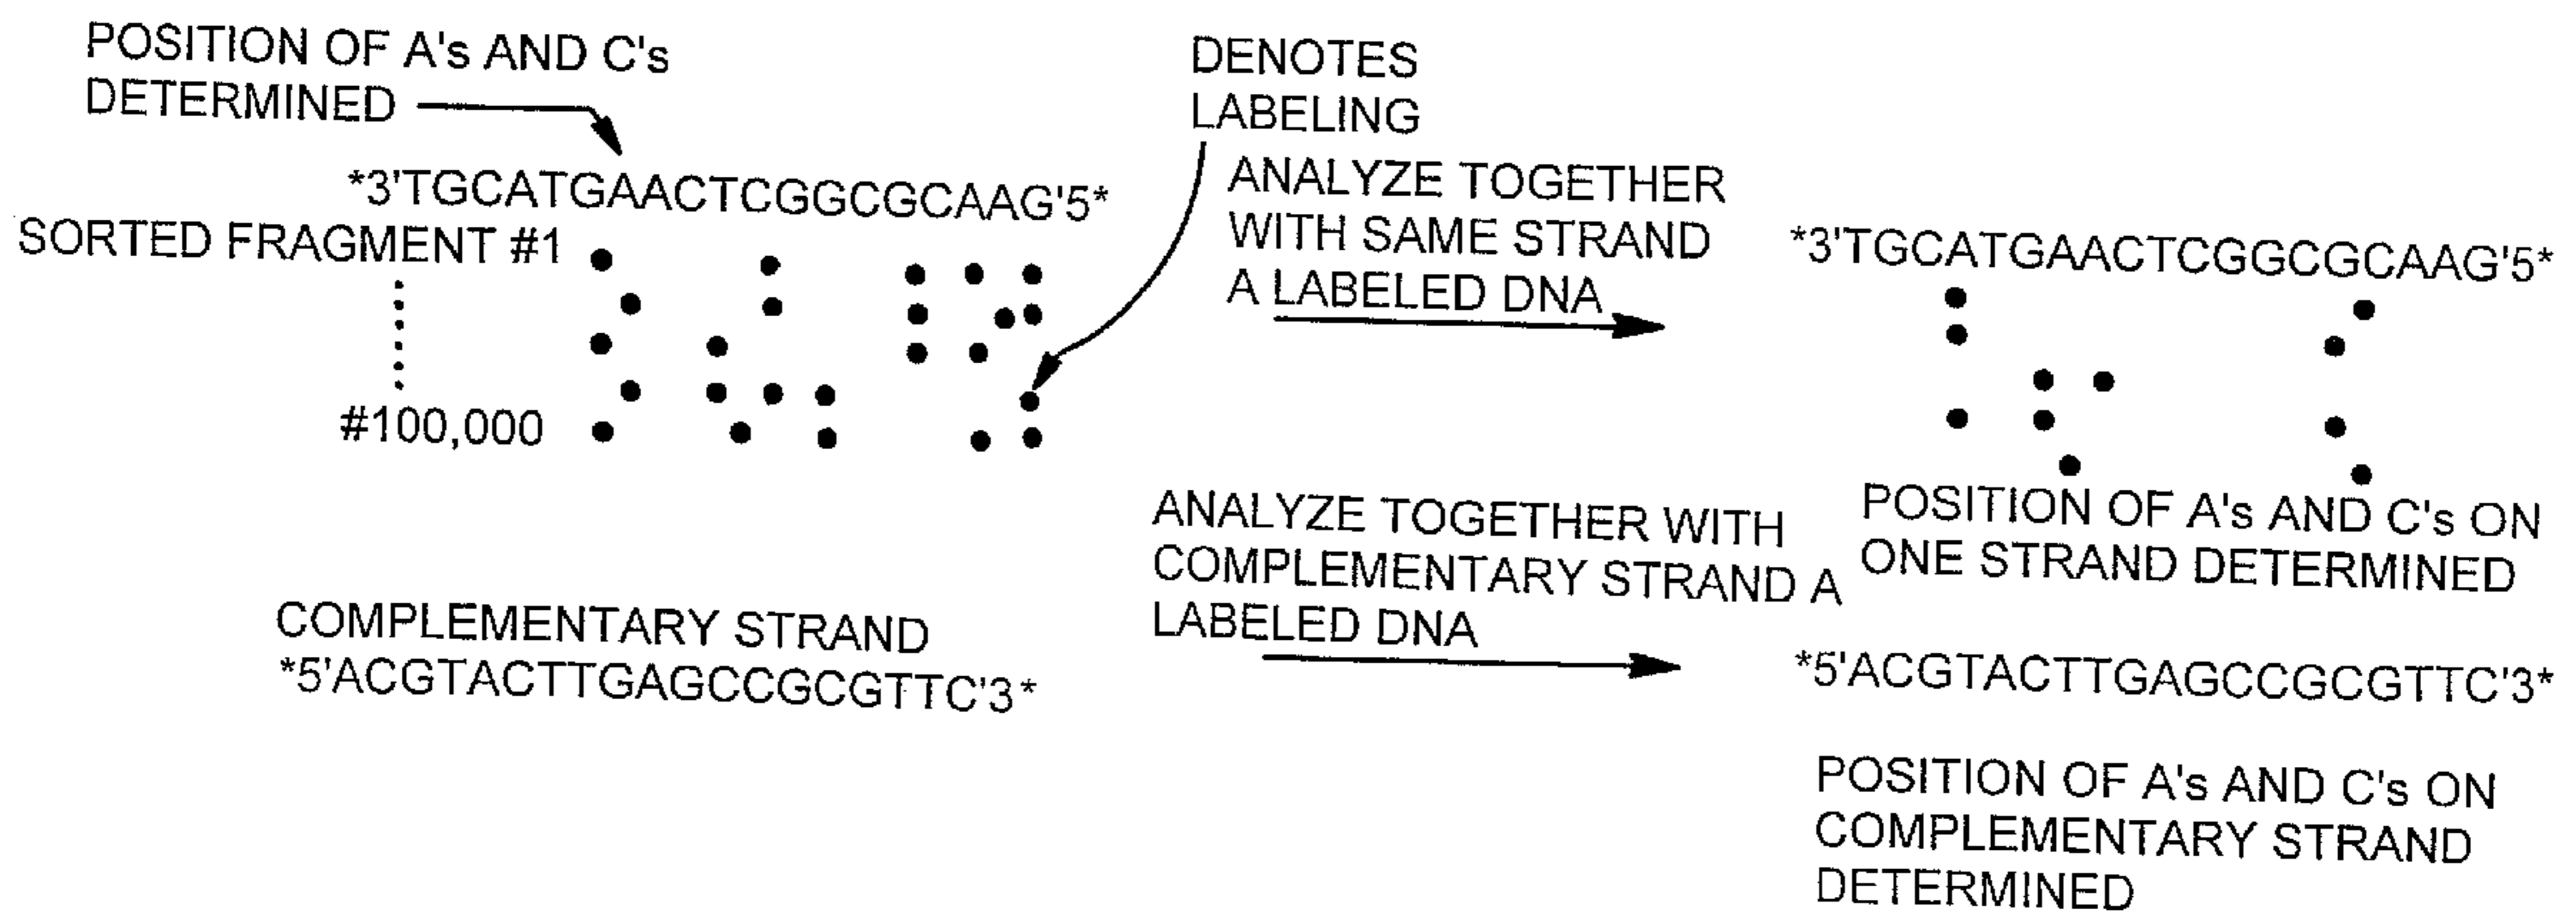 POSITION OF A's AND C's
DETERMINED
*3'TGCATGAACTCGGCGCAAG'5*
SORTED FRAGMENT #1
#100,000
DENOTES
LABELING
ANALYZE TOGETHER
WITH SAME STRAND
A LABELED DNA
*3'TGCATGAACTCGGCGCAAG'5*
POSITION OF A's AND C's ON
ONE STRAND DETERMINED
COMPLEMENTARY STRAND
*5'ACGTACTTGAGCCGCGTTC'3*
ANALYZE TOGETHER WITH
COMPLEMENTARY STRAND A
LABELED DNA
*5'ACGTACTTGAGCCGCGTTC'3*
POSITION OF A's AND C's ON
COMPLEMENTARY STRAND
DETERMINED